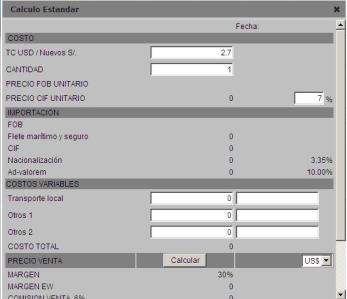 Calculo Estandar ×
Fecha:
COSTO
TC USD / Nuevos S/. 2.7
CANTIDAD 1
PRECIO FOB UNITARIO
PRECIO CIF UNITARIO 0 7 %
IMPORTACION
FOB
Flete marítimo y seguro 0
CIF 0
Nacionalización 0 3.35%
Ad-valorem 0 10.00%
COSTOS VARIABLES
Transporte local 0
Otros 1 0
Otros 2 0
COSTO TOTAL 0
PRECIO VENTA Calcular US$
MARGEN 30%
MARGEN EW 0
COMISION VENTA 6% 0